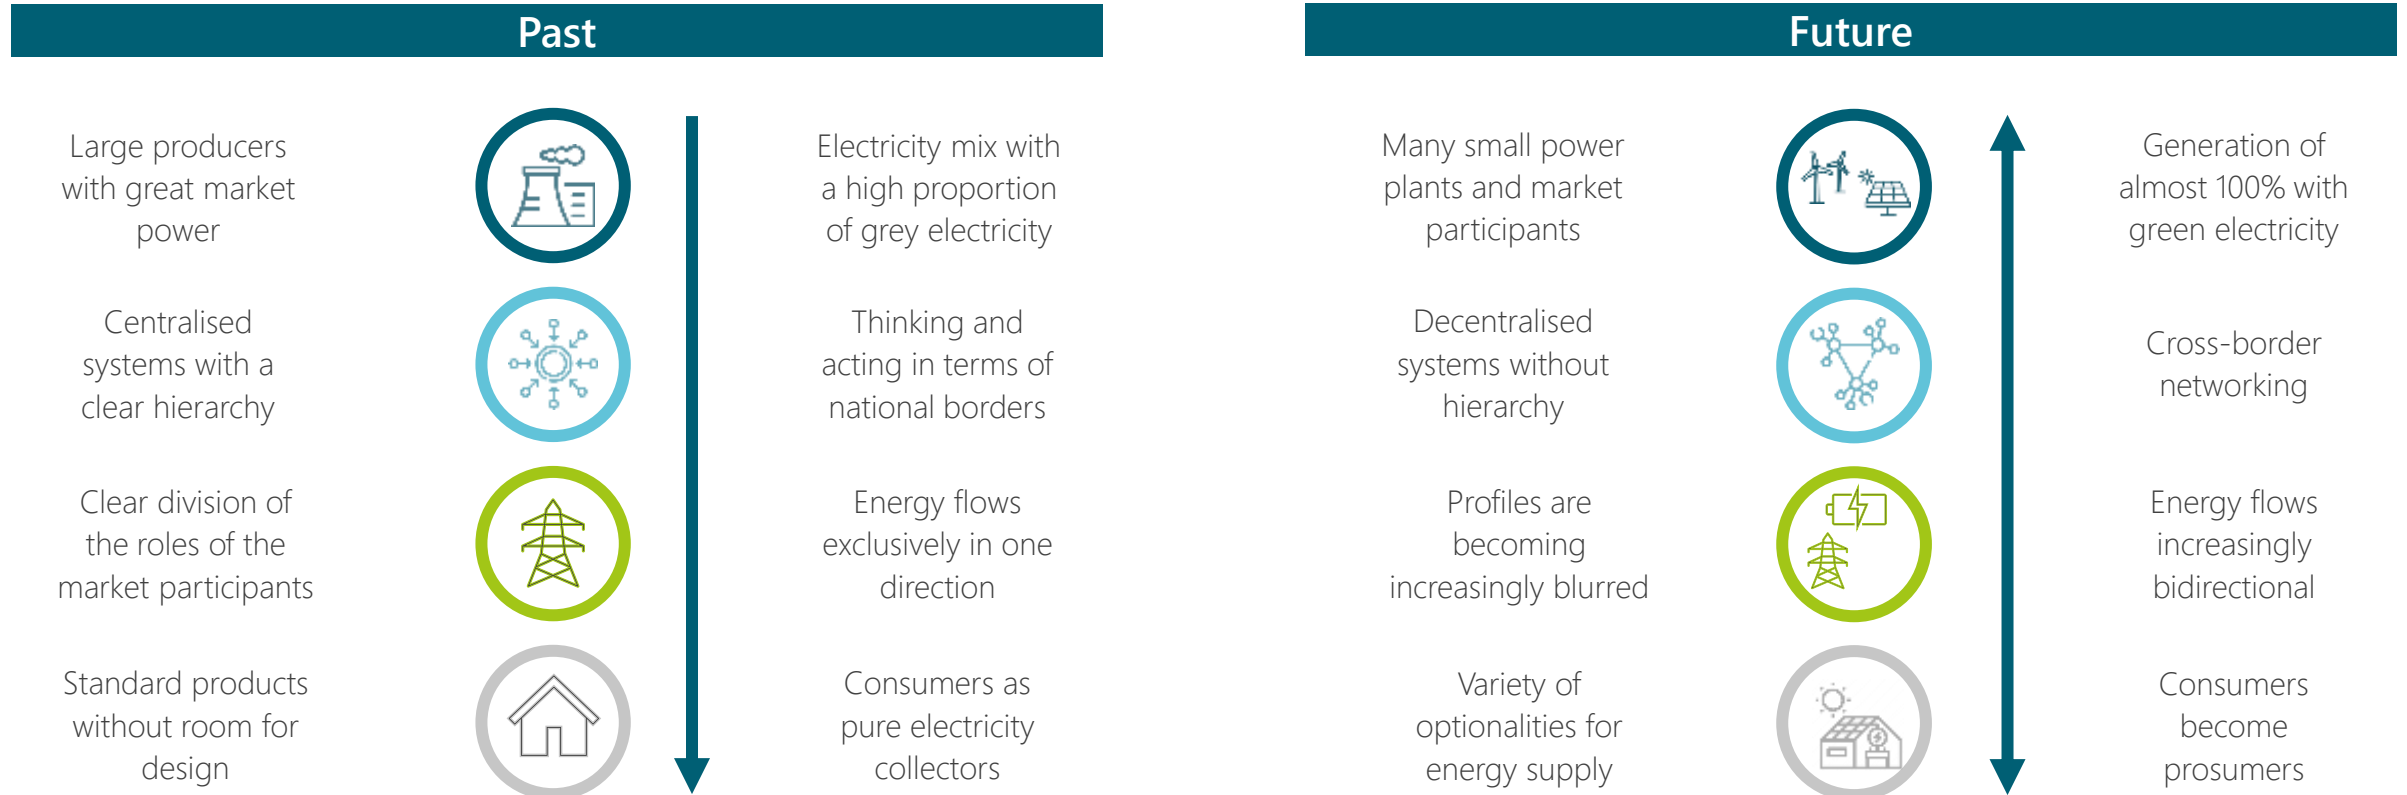 Past
Large producers
with great market
power
Electricity mix with
a high proportion
of grey electricity
Centralised
systems with a
clear hierarchy
Thinking and
acting in terms of
national borders
Clear division of
the roles of the
market participants
Energy flows
exclusively in one
direction
Standard products
without room for
design
Consumers as
pure electricity
collectors
Future
Many small power
plants and market
participants
Generation of
almost 100% with
green electricity
Decentralised
systems without
hierarchy
Cross-border
networking
Profiles are
becoming
increasingly blurred
Energy flows
increasingly
bidirectional
Variety of
optionalities for
energy supply
Consumers
become
prosumers